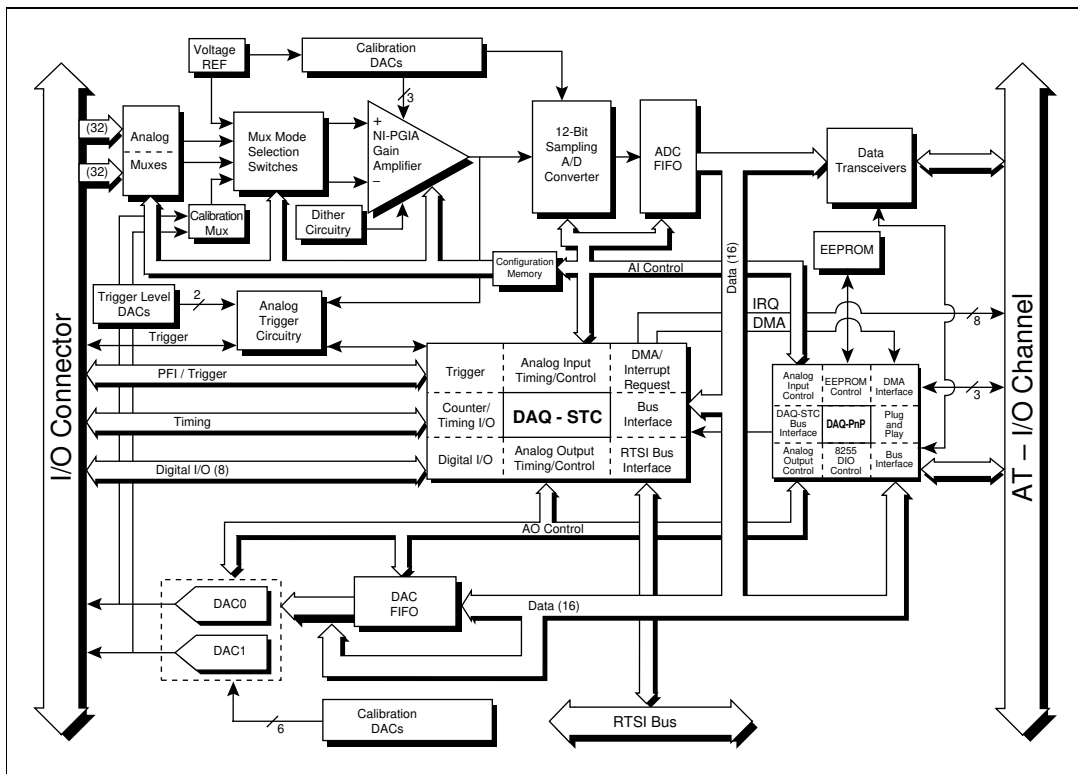 Voltage
REF
Calibration
DACs
3
(32)
(32)
Analog
Muxes
Mux Mode
Selection
Switches
+
NI-PGIA
Gain
Amplifier
–
12-Bit
Sampling
A/D
Converter
ADC
FIFO
Data
Transceivers
Calibration
Mux
Dither
Circuitry
Configuration
Memory
AI Control
Data (16)
EEPROM
Trigger Level
DACs
2
Analog
Trigger
Circuitry
Trigger
IRQ
DMA
8
I/O Connector
AT – I/O Channel
PFI / Trigger
Timing
Digital I/O (8)
Trigger
Analog Input
Timing/Control
DMA/
Interrupt
Request
Counter/
Timing I/O
DAQ - STC
Bus
Interface
Digital I/O
Analog Output
Timing/Control
RTSI Bus
Interface
Analog
Input
Control
EEPROM
Control
DMA
Interface
DAQ-STC
Bus
Interface
DAQ-PnP
Plug
and
Play
Analog
Output
Control
8255
DIO
Control
Bus
Interface
3
AO Control
DAC0
DAC
FIFO
Data (16)
DAC1
6
Calibration
DACs
RTSI Bus